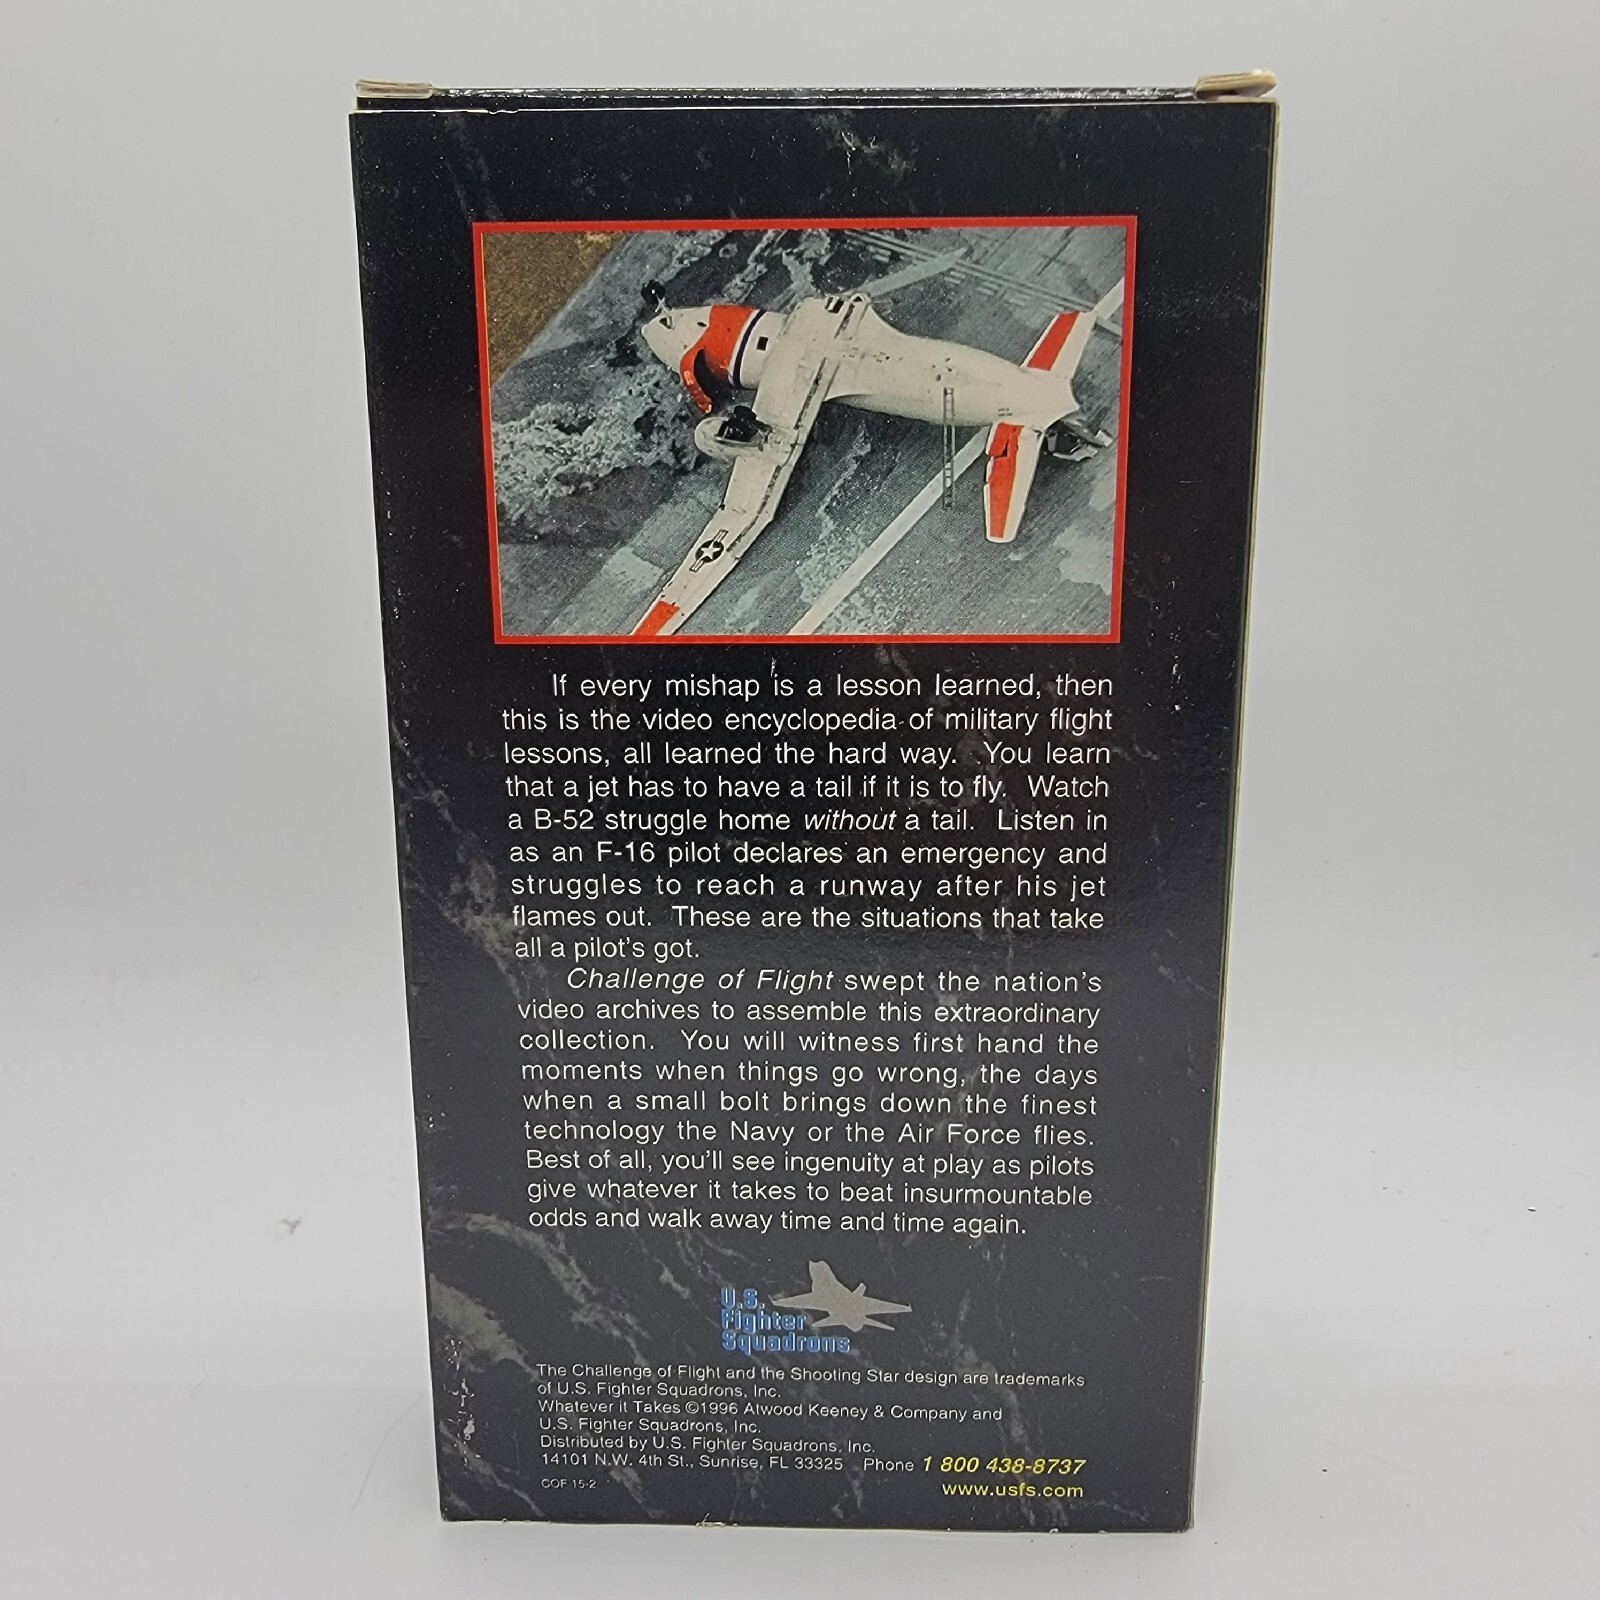 If every mishap is a lesson learned, then
this is the video encyclopedia of military flight
lessons, all learned the hard way. You learn
that a jet has to have a tail if it is to fly. Watch
a B-52 struggle home without a tail. Listen in
as an F-16 pilot declares an emergency and
struggles to reach a runway after his jet
flames out. These are the situations that take
all a pilot's got.
Challenge of Flight swept the nation's
video archives to assemble this extraordinary
collection. You will witness first hand the
moments when things go wrong, the days
when a small bolt brings down the finest
technology the Navy or the Air Force flies.
Best of all, you'll see ingenuity at play as pilots
give whatever it takes to beat insurmountable
odds and walk away time and time again.
U.S.
Fighter
Squadrons
The Challenge of Flight and the Shooting Star design are trademarks
of U.S. Fighter Squadrons, Inc.
Whatever it Takes ©1996 Atwood Keeney & Company and
U.S. Fighter Squadrons, Inc.
Distributed by U.S. Fighter Squadrons, Inc.
14101 N.W. 4th St., Sunrise, FL 33325 Phone 1 800 438-8737
www.usfs.com
COF 15-2